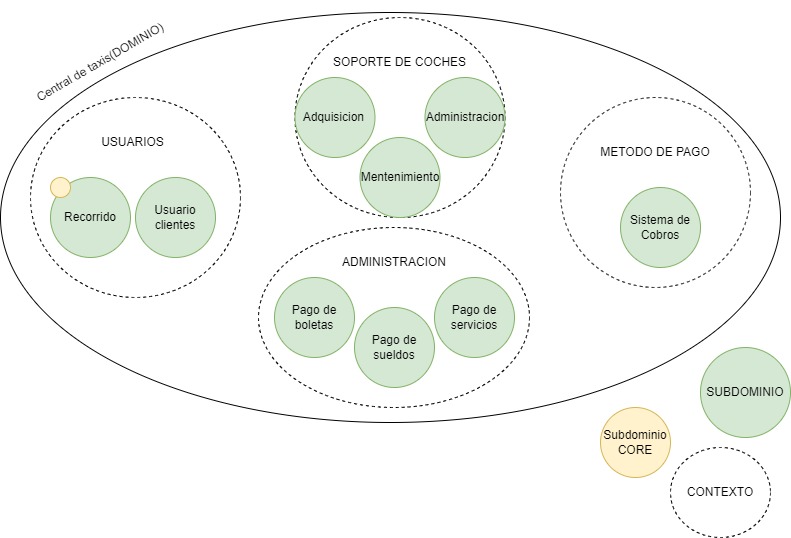 Central de taxis(DOMINIO)
SOPORTE DE COCHES
Adquisicion
Administracion
Mentenimiento
USUARIOS
Recorrido
Usuario
clientes
METODO DE PAGO
Sistema de
Cobros
ADMINISTRACION
Pago de
boletas
Pago de
sueldos
Pago de
servicios
SUBDOMINIO
Subdominio
CORE
CONTEXTO